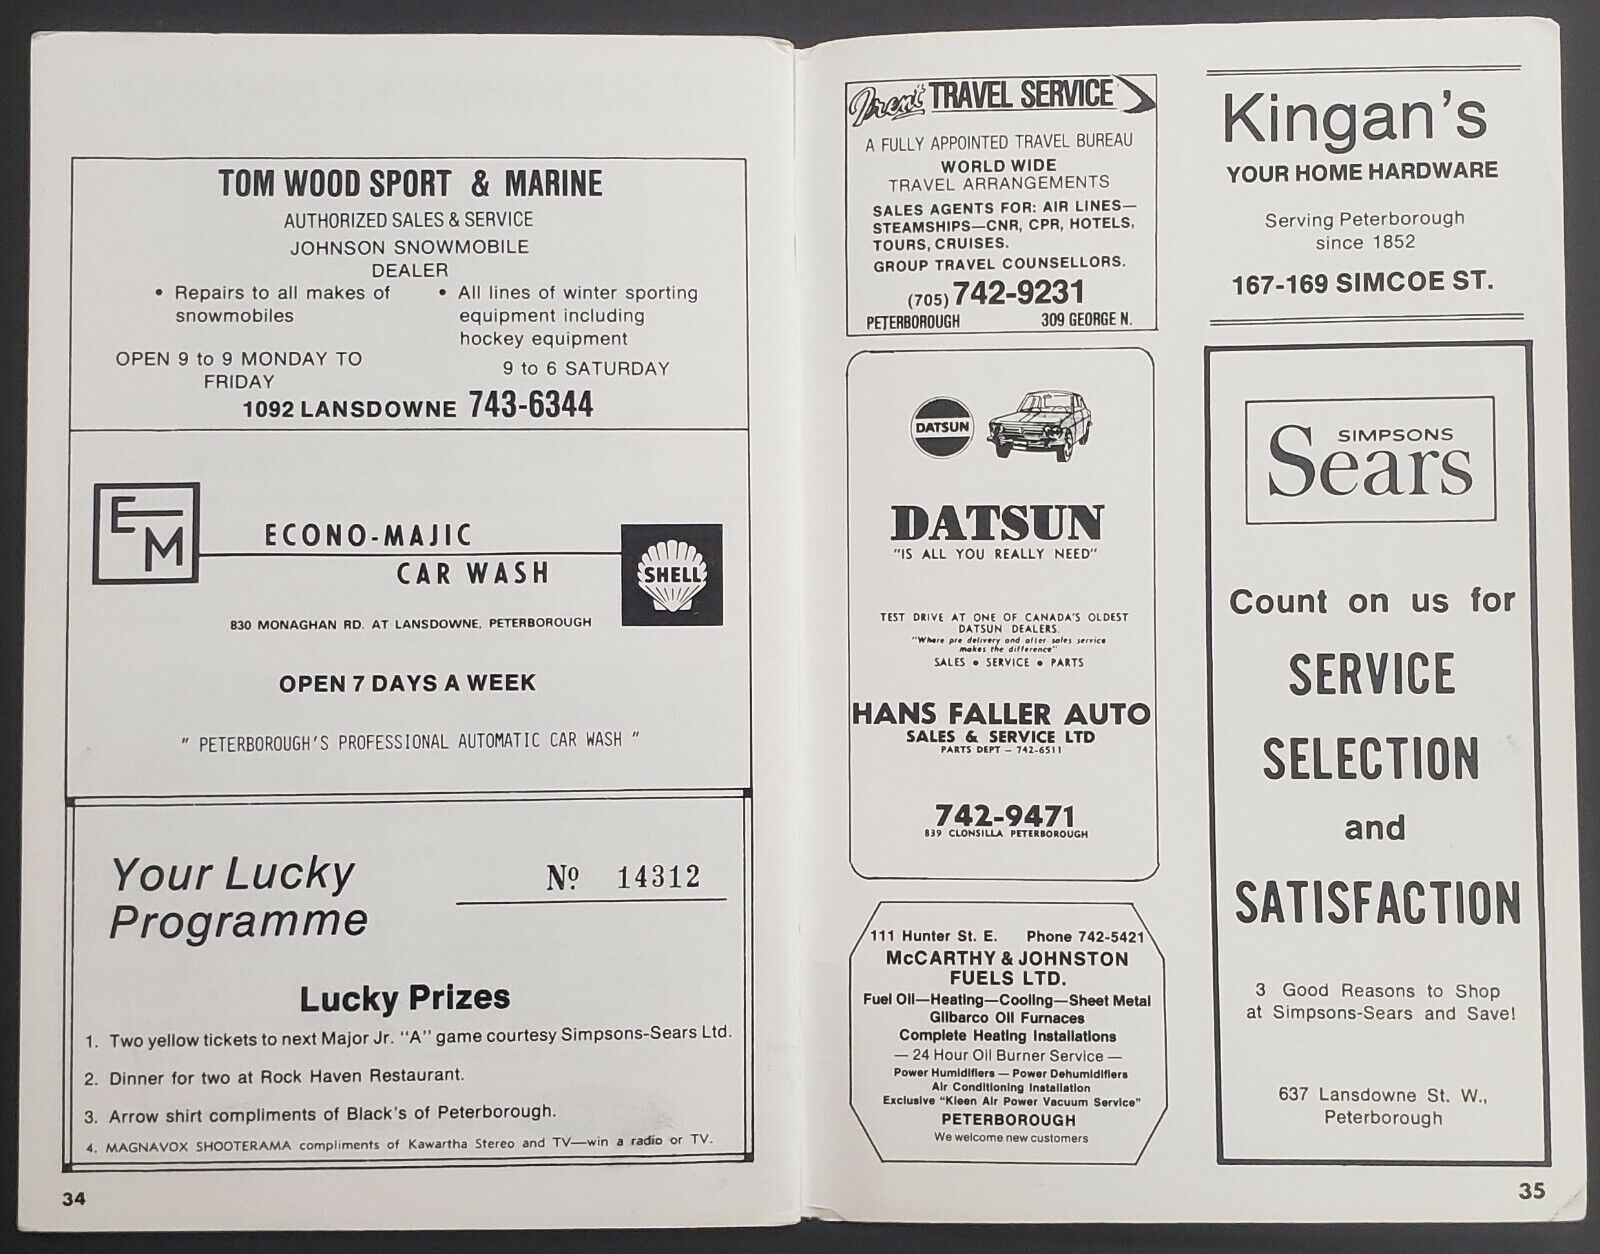 TOM WOOD SPORT & MARINE
AUTHORIZED SALES & SERVICE
JOHNSON SNOWMOBILE
DEALER
• Repairs to all makes of
snowmobiles
• All lines of winter sporting
equipment including
hockey equipment
OPEN 9 to 9 MONDAY TO
FRIDAY
9 to 6 SATURDAY
1092 LANSDOWNE 743-6344
E M
ECONO-MAJIC
CAR WASH
SHELL
830 MONAGHAN RD. AT LANSDOWNE, PETERBOROUGH
OPEN 7 DAYS A WEEK
" PETERBOROUGH'S PROFESSIONAL AUTOMATIC CAR WASH "
Your Lucky
Programme
Nº 14312
Lucky Prizes
1. Two yellow tickets to next Major Jr. "A" game courtesy Simpsons-Sears Ltd.
2. Dinner for two at Rock Haven Restaurant.
3. Arrow shirt compliments of Black's of Peterborough.
4. MAGNAVOX SHOOTERAMA compliments of Kawartha Stereo and TV—win a radio or TV.
34
Trent TRAVEL SERVICE
A FULLY APPOINTED TRAVEL BUREAU
WORLD WIDE
TRAVEL ARRANGEMENTS
SALES AGENTS FOR: AIR LINES—
STEAMSHIPS—CNR, CPR, HOTELS,
TOURS, CRUISES.
GROUP TRAVEL COUNSELLORS.
(705) 742-9231
PETERBOROUGH 309 GEORGE N.
DATSUN
DATSUN
"IS ALL YOU REALLY NEED"
TEST DRIVE AT ONE OF CANADA'S OLDEST
DATSUN DEALERS.
"Where pre delivery and after sales service
makes the difference"
SALES • SERVICE • PARTS
HANS FALLER AUTO
SALES & SERVICE LTD
PARTS DEPT – 742-6511
742-9471
839 CLONSILLA PETERBOROUGH
111 Hunter St. E. Phone 742-5421
McCARTHY & JOHNSTON
FUELS LTD.
Fuel Oil—Heating—Cooling—Sheet Metal
Gilbarco Oil Furnaces
Complete Heating Installations
— 24 Hour Oil Burner Service —
Power Humidifiers — Power Dehumidifiers
Air Conditioning Installation
Exclusive "Kleen Air Power Vacuum Service"
PETERBOROUGH
We welcome new customers
Kingan's
YOUR HOME HARDWARE
Serving Peterborough
since 1852
167-169 SIMCOE ST.
SIMPSONS
Sears
Count on us for
SERVICE
SELECTION
and
SATISFACTION
3 Good Reasons to Shop
at Simpsons-Sears and Save!
637 Lansdowne St. W.,
Peterborough
35